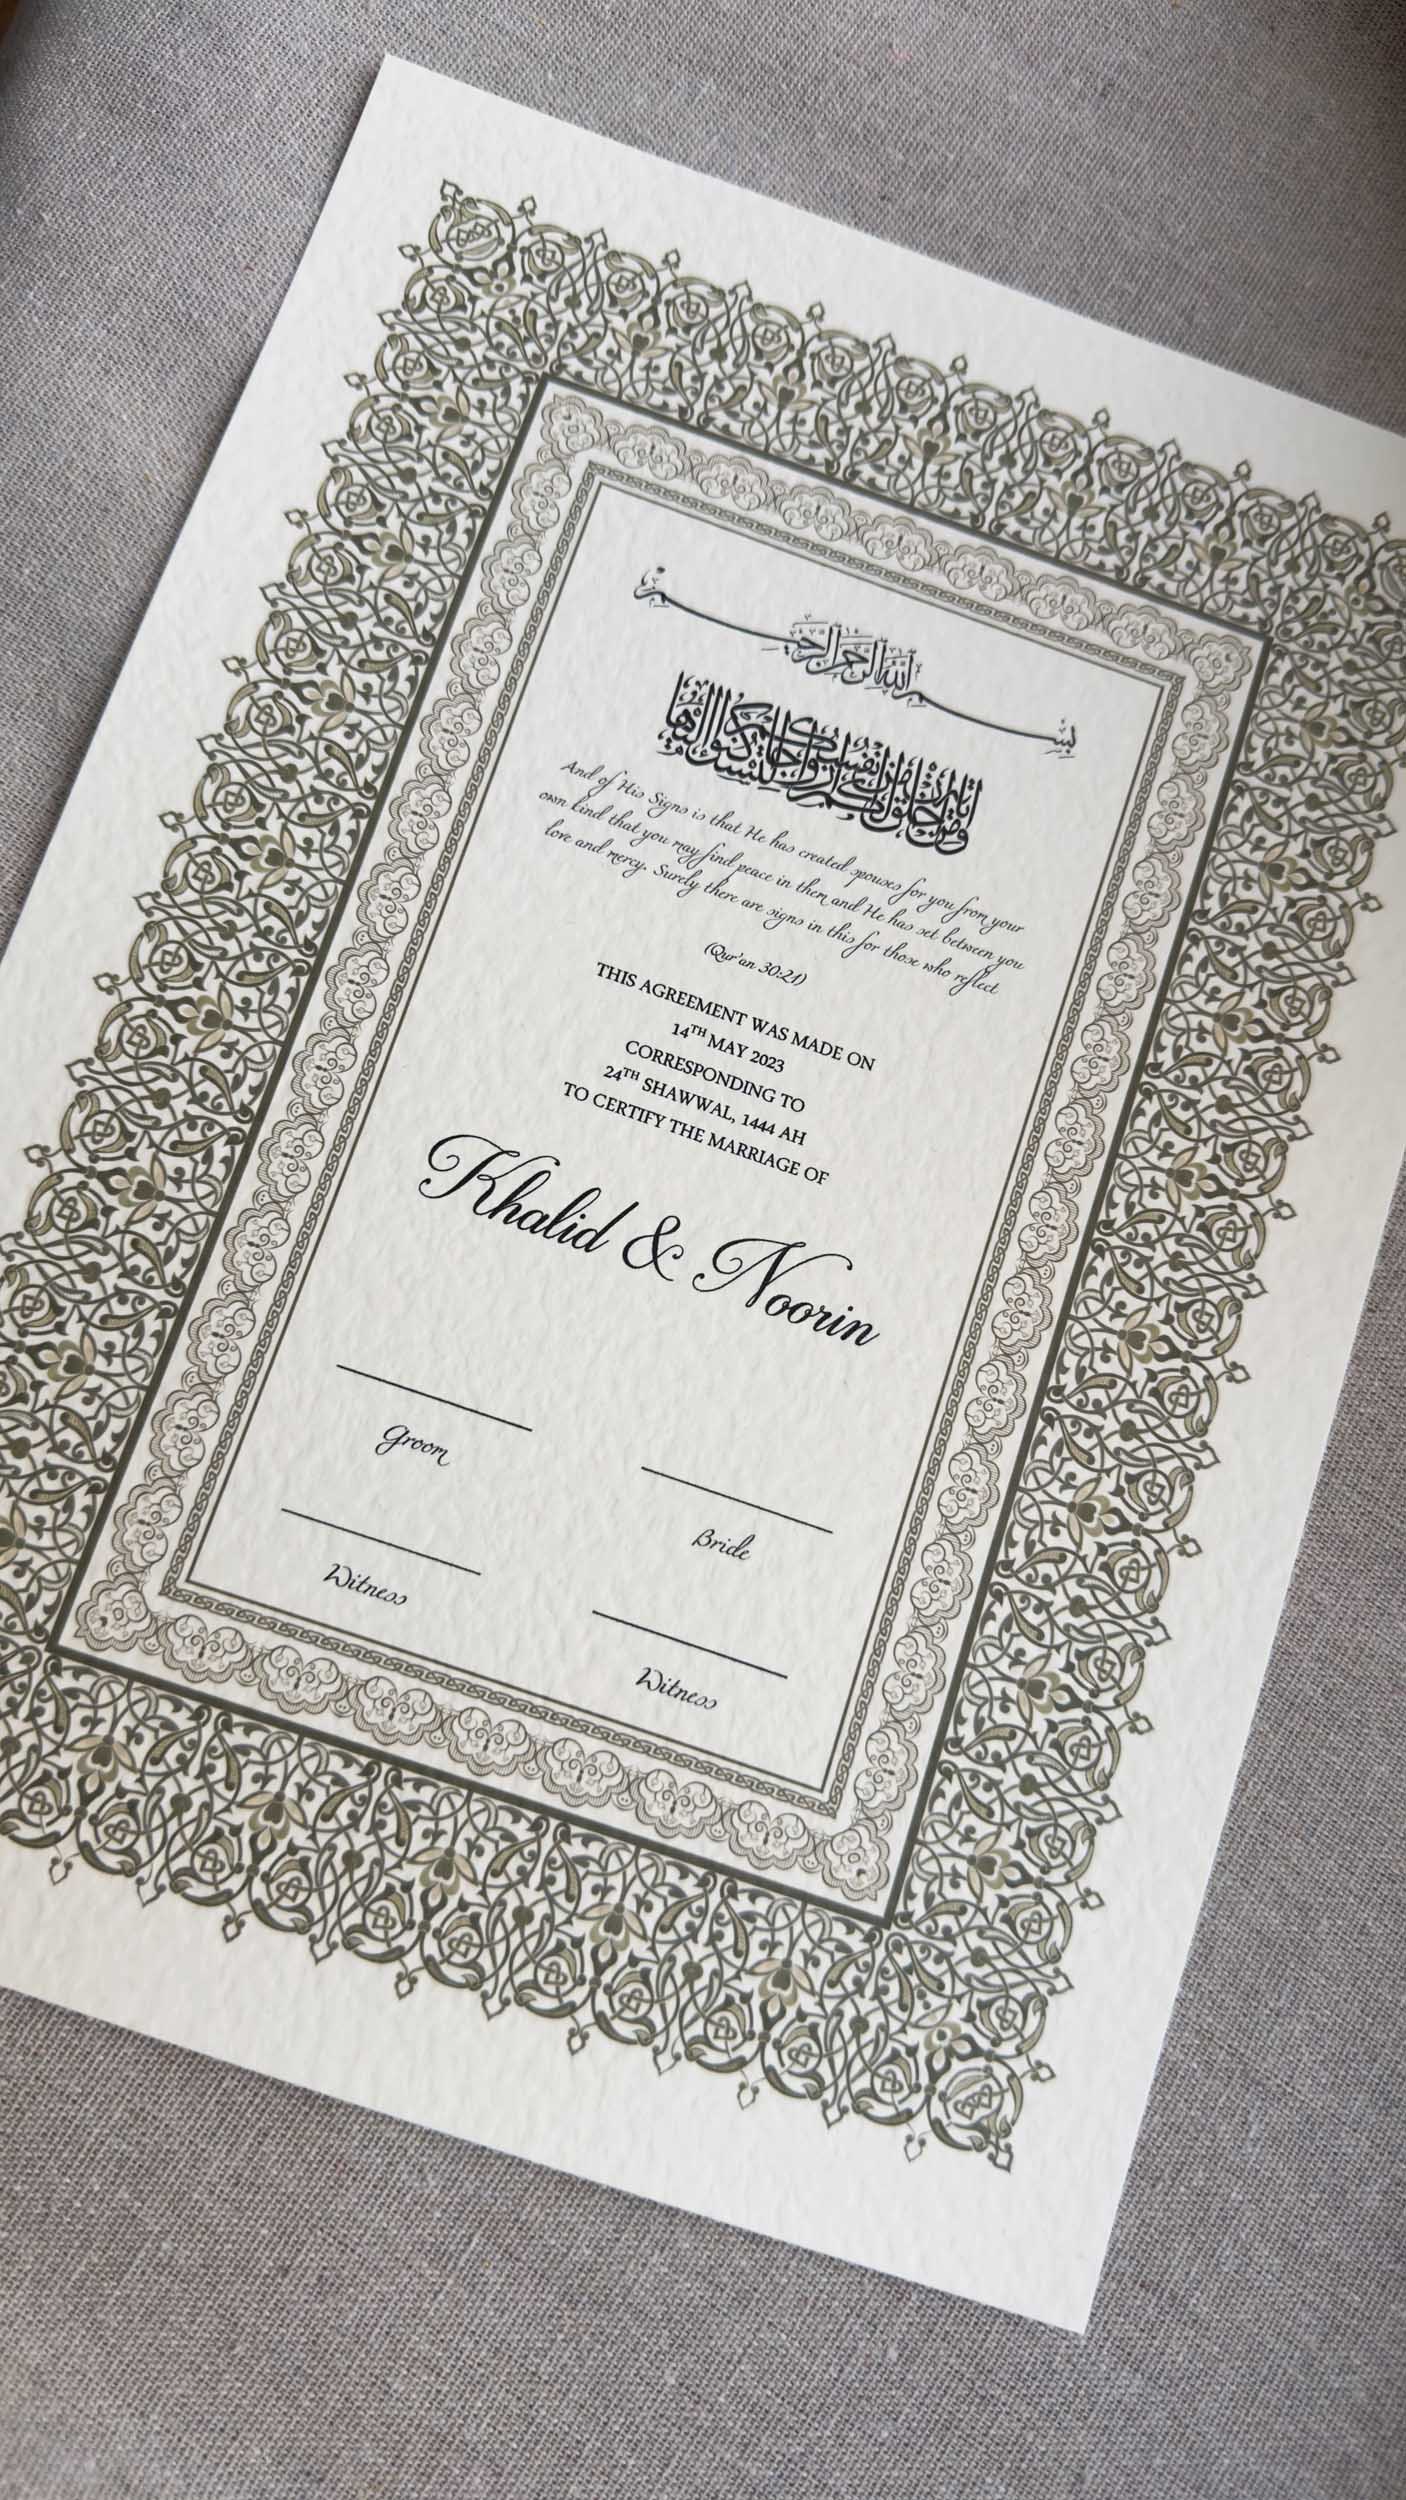 بسم الله الرحمن الرحيم
ومن آياته أن خلق لكم من أنفسكم أزواجا لتسكنوا إليها
And of His Signs is that He has created spouses for you from your
own kind that you may find peace in them and He has set between you
love and mercy. Surely there are signs in this for those who reflect
(Qur'an 30:21)
THIS AGREEMENT WAS MADE ON
14TH MAY 2023
CORRESPONDING TO
24TH SHAWWAL, 1444 AH
TO CERTIFY THE MARRIAGE OF
Khalid & Noorin
Groom
Bride
Witness
Witness